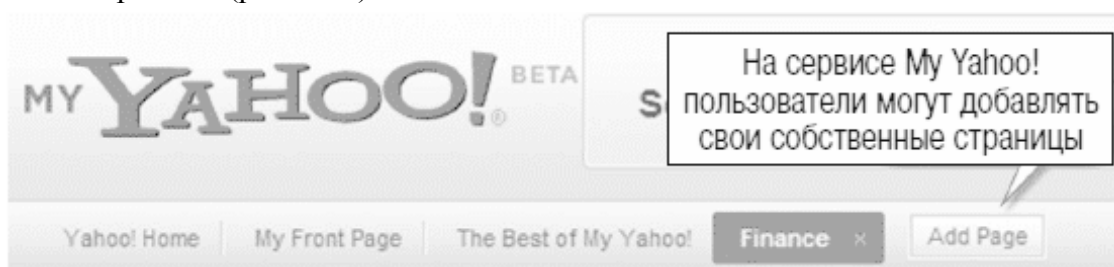 MY YAHOO!® BETA
На сервисе My Yahoo!
пользователи могут добавлять
свои собственные страницы
Yahoo! Home My Front Page The Best of My Yahoo! Finance × Add Page